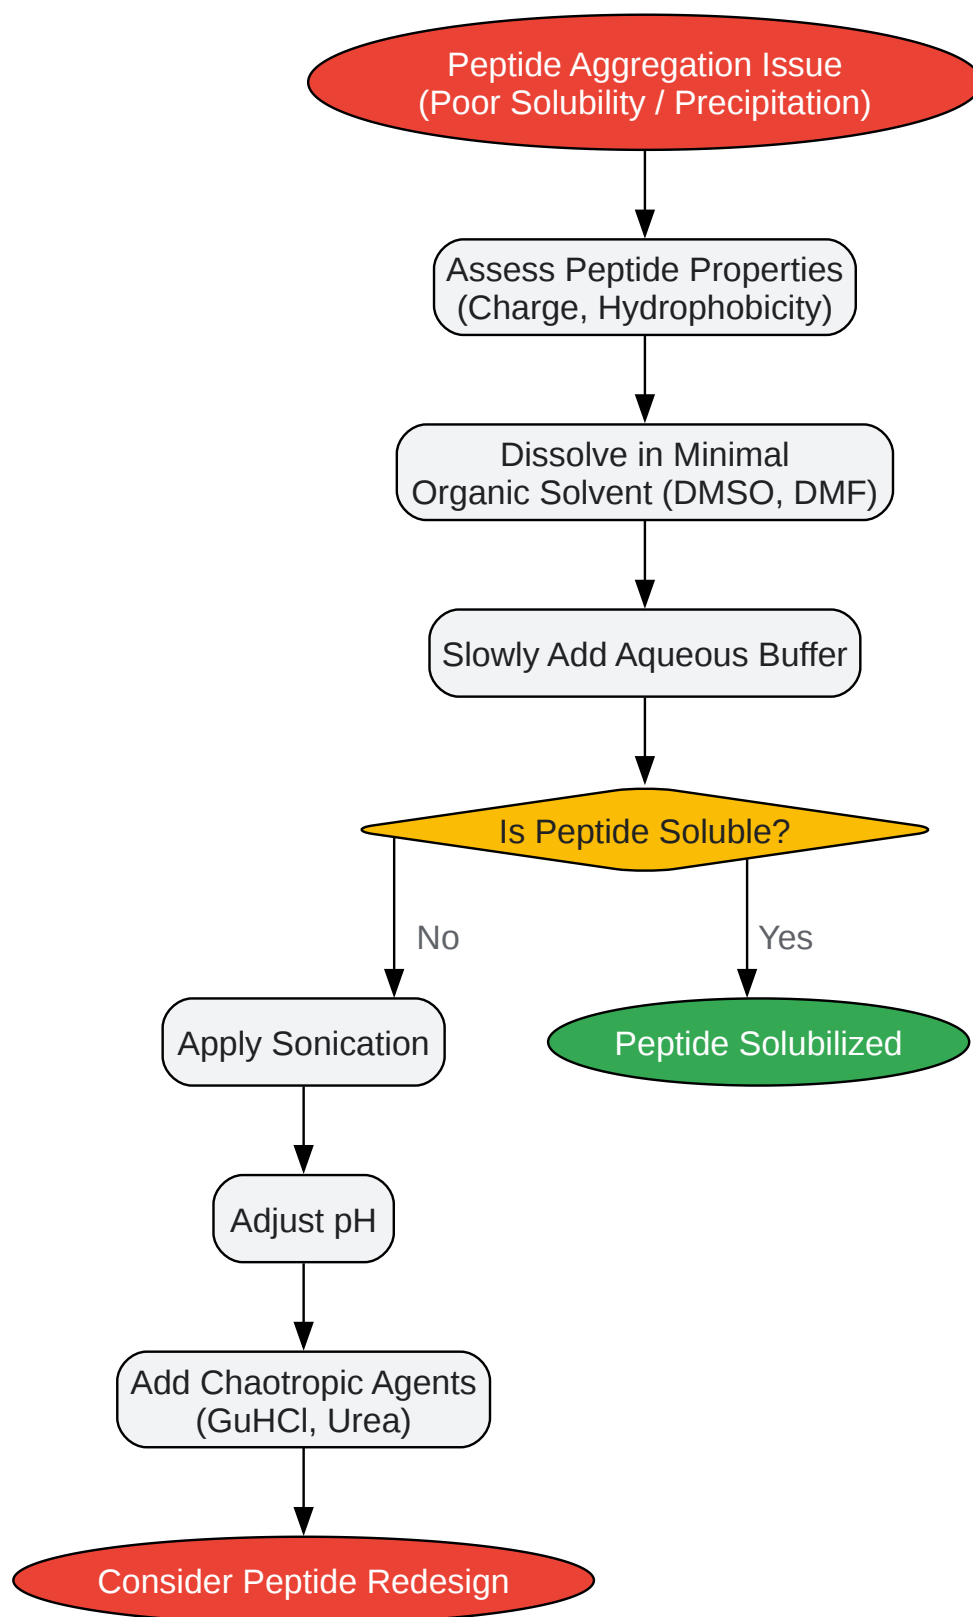 Peptide Aggregation Issue
(Poor Solubility / Precipitation)
Assess Peptide Properties
(Charge, Hydrophobicity)
Dissolve in Minimal
Organic Solvent (DMSO, DMF)
Slowly Add Aqueous Buffer
Is Peptide Soluble?
No
Yes
Apply Sonication
Peptide Solubilized
Adjust pH
Add Chaotropic Agents
(GuHCl, Urea)
Consider Peptide Redesign